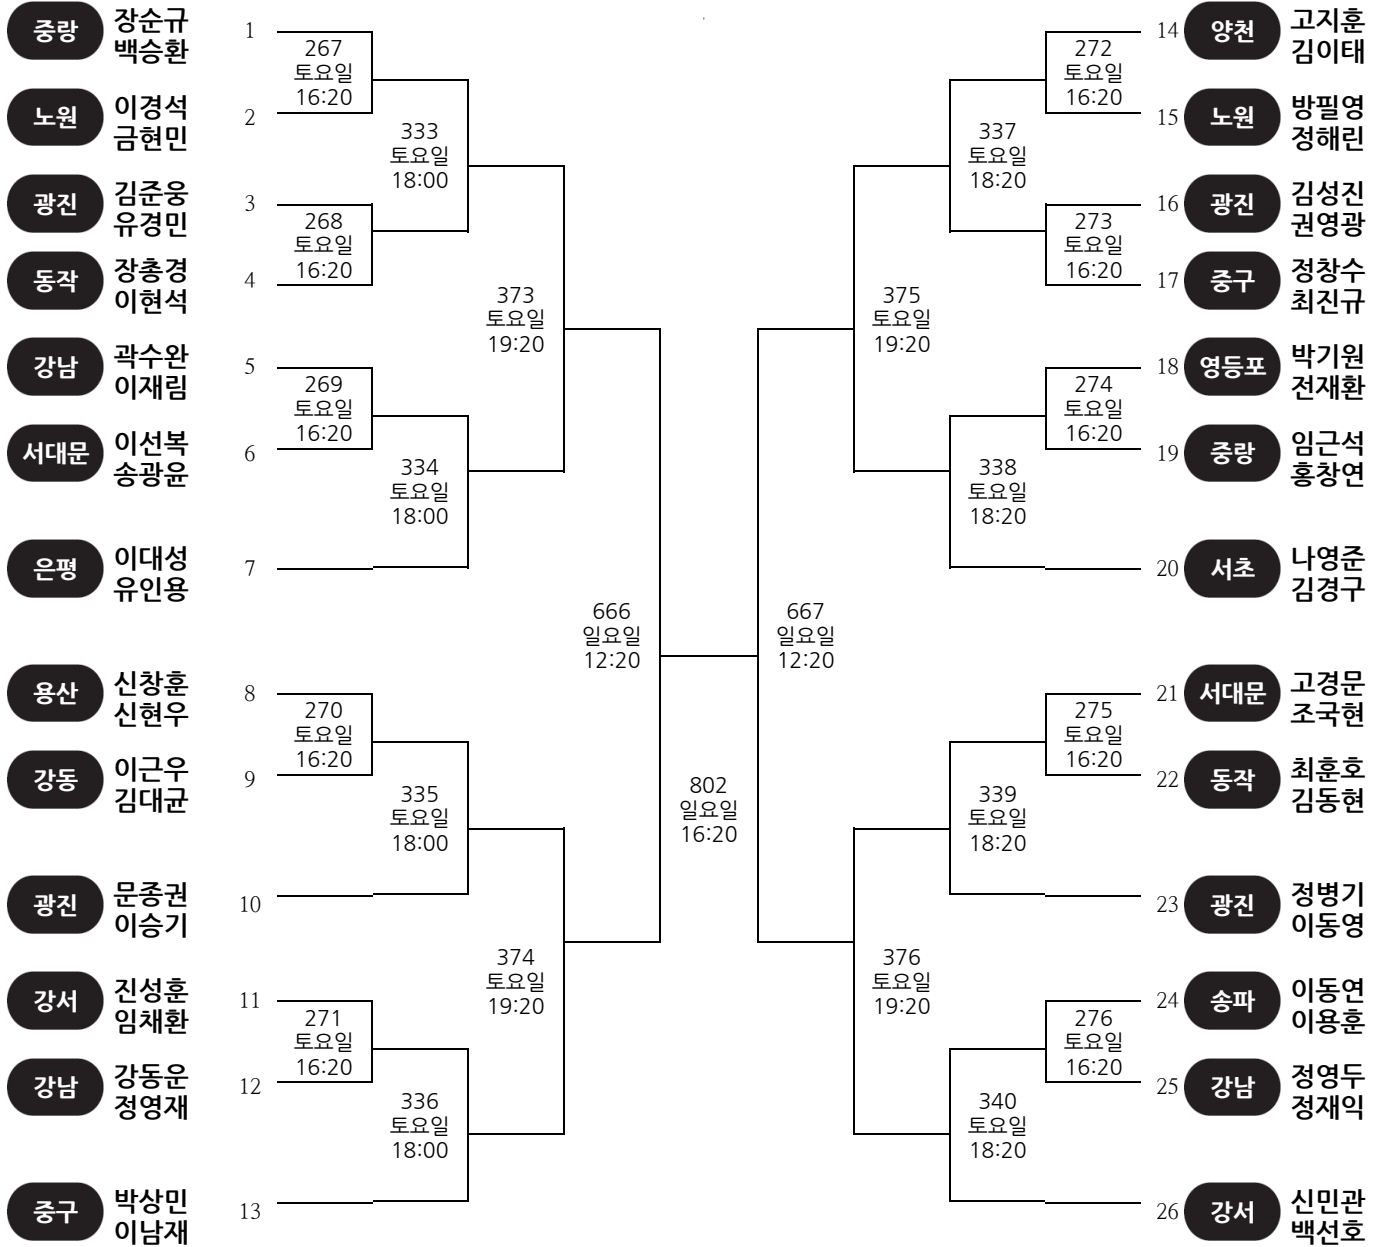 중랑 장순규 1
백승환
267
토요일
16:20
노원 이경석 2
금현민
333
토요일
18:00
광진 김준웅 3
유경민
268
토요일
16:20
동작 장총경 4
이현석
373
토요일
19:20
강남 곽수완 5
이재림
269
토요일
16:20
서대문 이선복 6
송광윤
334
토요일
18:00
은평 이대성 7
유인용
666
일요일
12:20
용산 신창훈 8
신현우
270
토요일
16:20
강동 이근우 9
김대균
335
토요일
18:00
광진 문종권 10
이승기
374
토요일
19:20
강서 진성훈 11
임채환
271
토요일
16:20
강남 강동운 12
정영재
336
토요일
18:00
중구 박상민 13
이남재
802
일요일
16:20
14 양천 고지훈
김이태
272
토요일
16:20
15 노원 방필영
정해린
337
토요일
18:20
16 광진 김성진
권영광
273
토요일
16:20
17 중구 정창수
최진규
375
토요일
19:20
18 영등포 박기원
전재환
274
토요일
16:20
19 중랑 임근석
홍창연
338
토요일
18:20
20 서초 나영준
김경구
667
일요일
12:20
21 서대문 고경문
조국현
275
토요일
16:20
22 동작 최훈호
김동현
339
토요일
18:20
23 광진 정병기
이동영
376
토요일
19:20
24 송파 이동연
이용훈
276
토요일
16:20
25 강남 정영두
정재익
340
토요일
18:20
26 강서 신민관
백선호